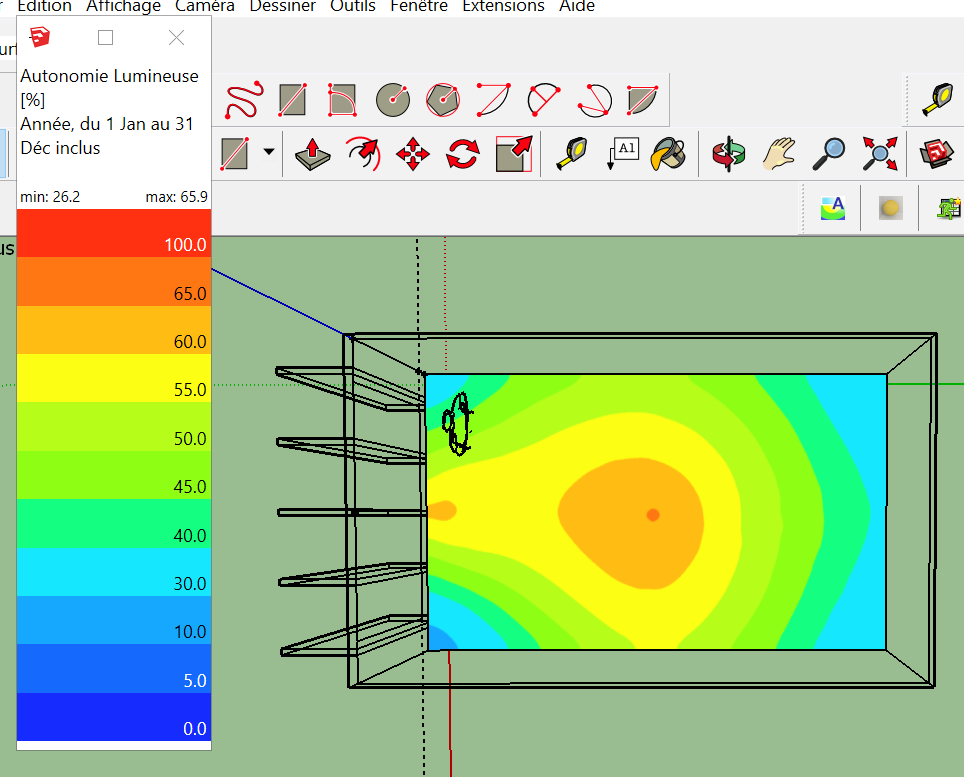 Edition Affichage Caméra Dessiner Outils Fenêtre Extensions Aide
Autonomie Lumineuse
[%]
Année, du 1 Jan au 31
Déc inclus
min: 26.2 max: 65.9
100.0
65.0
60.0
55.0
50.0
45.0
40.0
30.0
10.0
5.0
0.0
A1
A
us